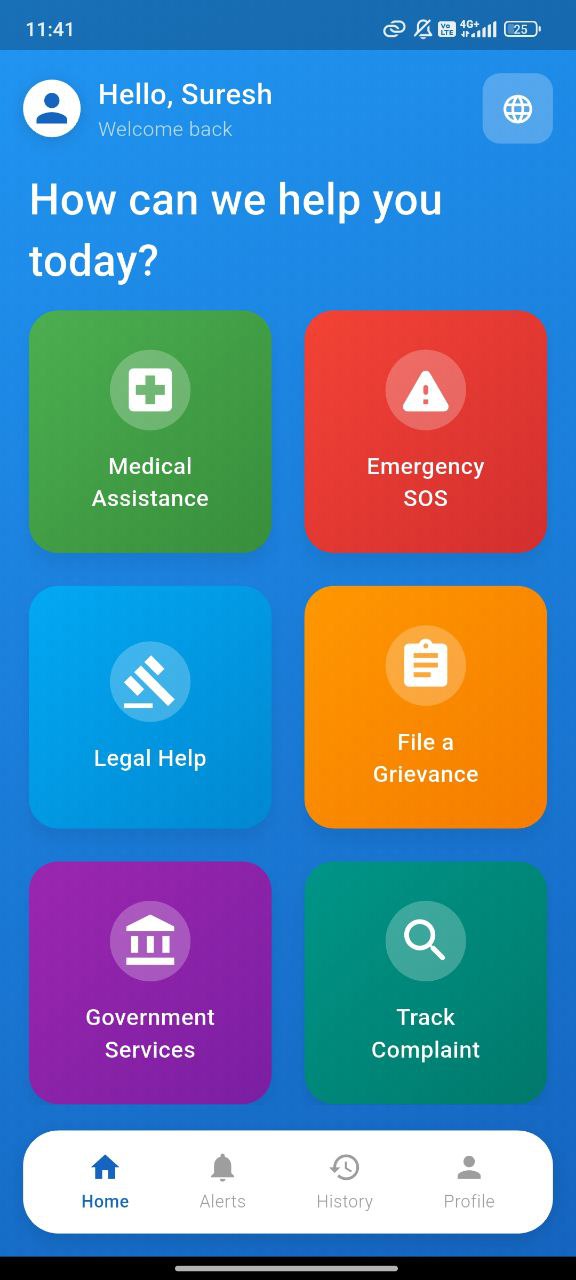 11:41
Vo LTE 4G+ 25
Hello, Suresh
Welcome back
How can we help you
today?
Medical
Assistance
Emergency
SOS
Legal Help
File a
Grievance
Government
Services
Track
Complaint
Home
Alerts
History
Profile